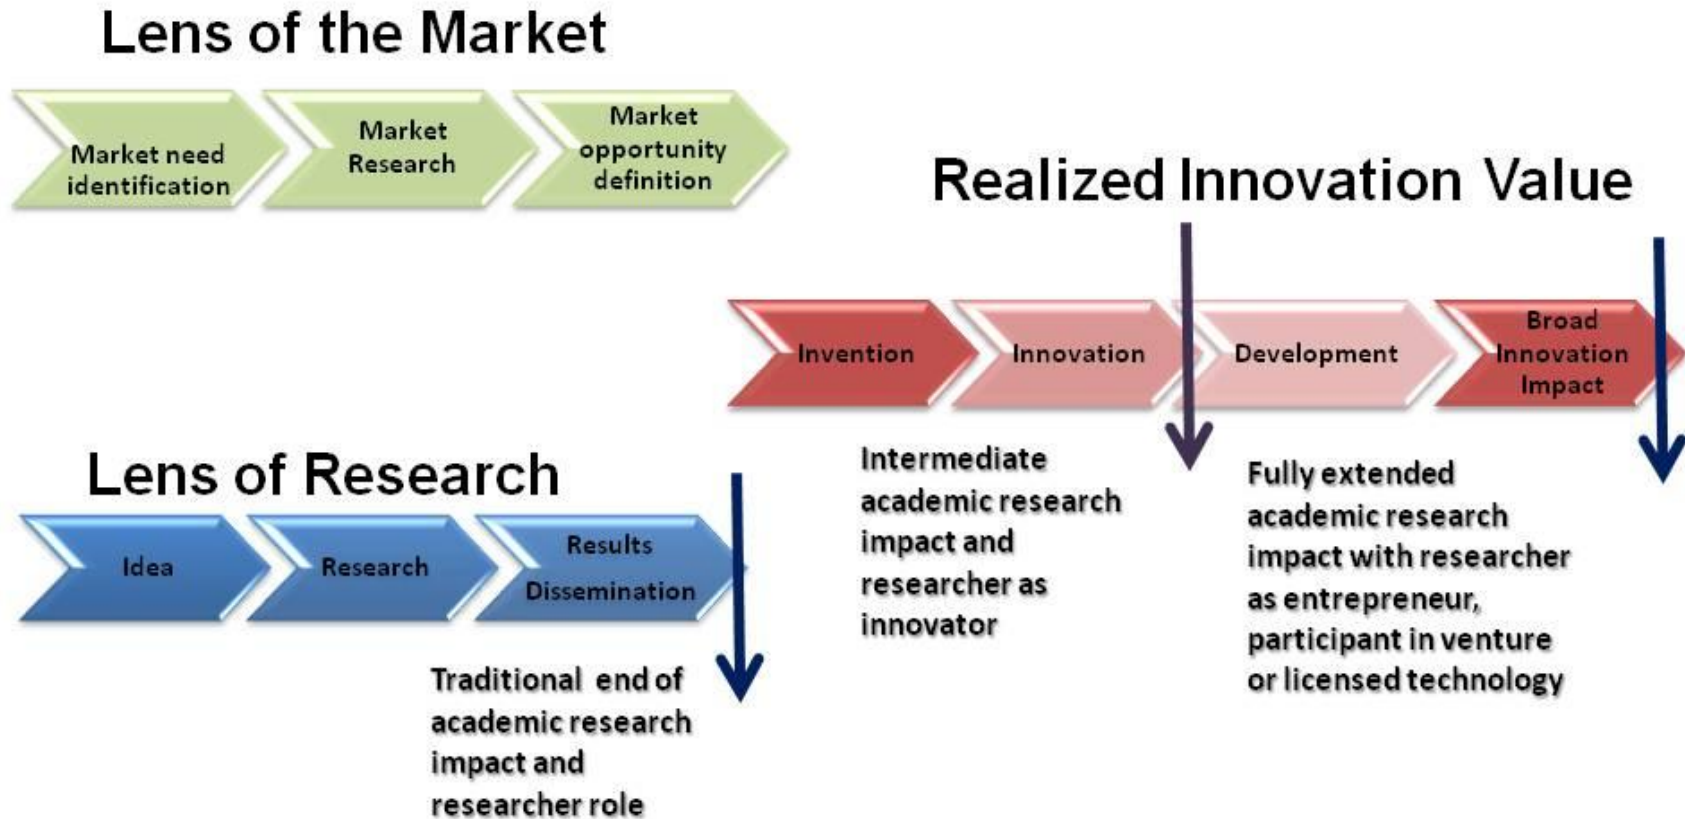 Lens of the Market
Market need
identification
Market
Research
Market
opportunity
definition
Realized Innovation Value
Invention
Innovation
Development
Broad
Innovation
Impact
Intermediate
academic research
impact and
researcher as
innovator
Fully extended
academic research
impact with researcher
as entrepreneur,
participant in venture
or licensed technology
Lens of Research
Idea
Research
Results
Dissemination
Traditional end of
academic research
impact and
researcher role